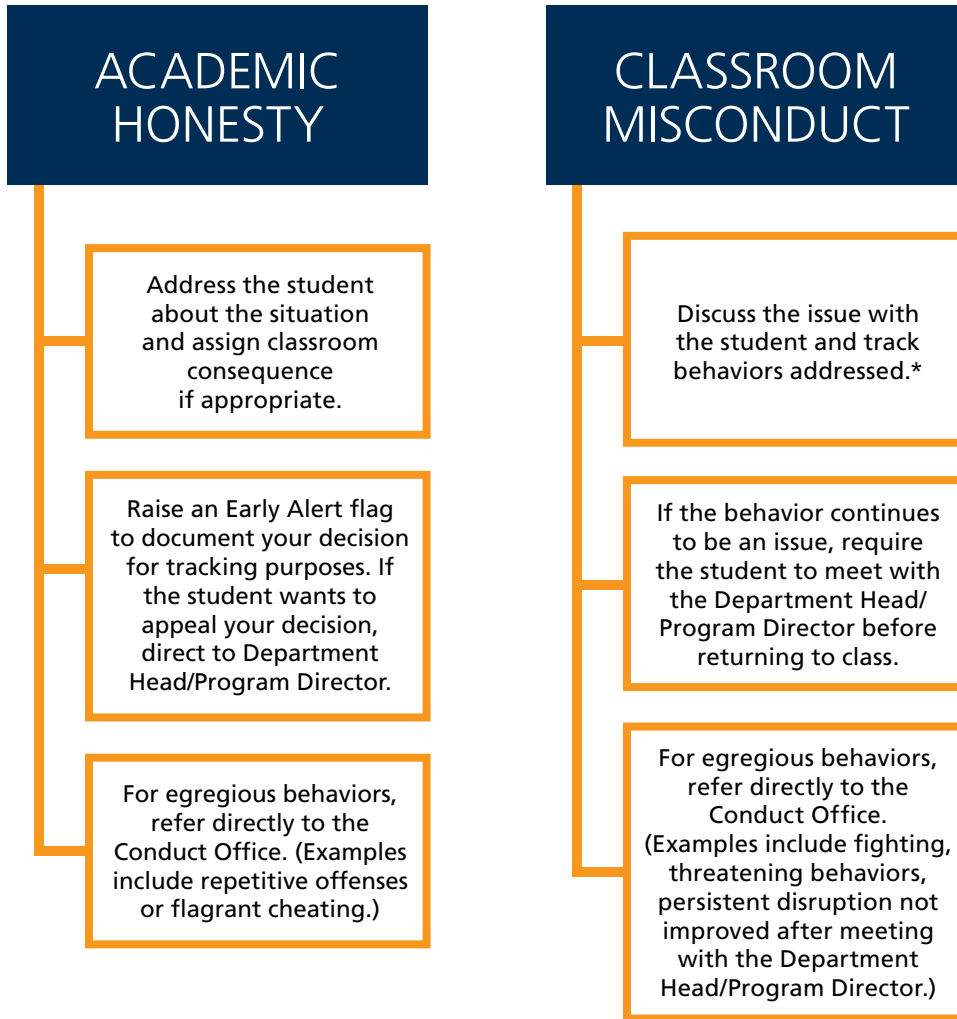 ACADEMIC
HONESTY
Address the student
about the situation
and assign classroom
consequence
if appropriate.
Raise an Early Alert flag
to document your decision
for tracking purposes. If
the student wants to
appeal your decision,
direct to Department
Head/Program Director.
For egregious behaviors,
refer directly to the
Conduct Office. (Examples
include repetitive offenses
or flagrant cheating.)
CLASSROOM
MISCONDUCT
Discuss the issue with
the student and track
behaviors addressed.*
If the behavior continues
to be an issue, require
the student to meet with
the Department Head/
Program Director before
returning to class.
For egregious behaviors,
refer directly to the
Conduct Office.
(Examples include fighting,
threatening behaviors,
persistent disruption not
improved after meeting
with the Department
Head/Program Director.)